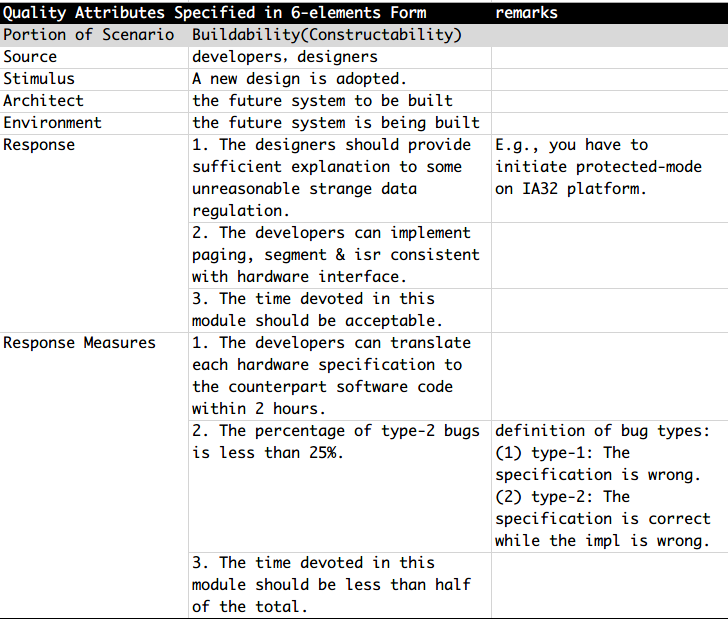 Quality Attributes Specified in 6-elements Form remarks
Portion of Scenario Buildability(Constructability)
Source developers, designers
Stimulus A new design is adopted.
Architect the future system to be built
Environment the future system is being built
Response 1. The designers should provide E.g., you have to
sufficient explanation to some initiate protected-mode
unreasonable strange data on IA32 platform.
regulation.
2. The developers can implement
paging, segment & isr consistent
with hardware interface.
3. The time devoted in this
module should be acceptable.
Response Measures 1. The developers can translate
each hardware specification to
the counterpart software code
within 2 hours.
2. The percentage of type-2 bugs definition of bug types:
is less than 25%. (1) type-1: The
specification is wrong.
(2) type-2: The
specification is correct
while the impl is wrong.
3. The time devoted in this
module should be less than half
of the total.